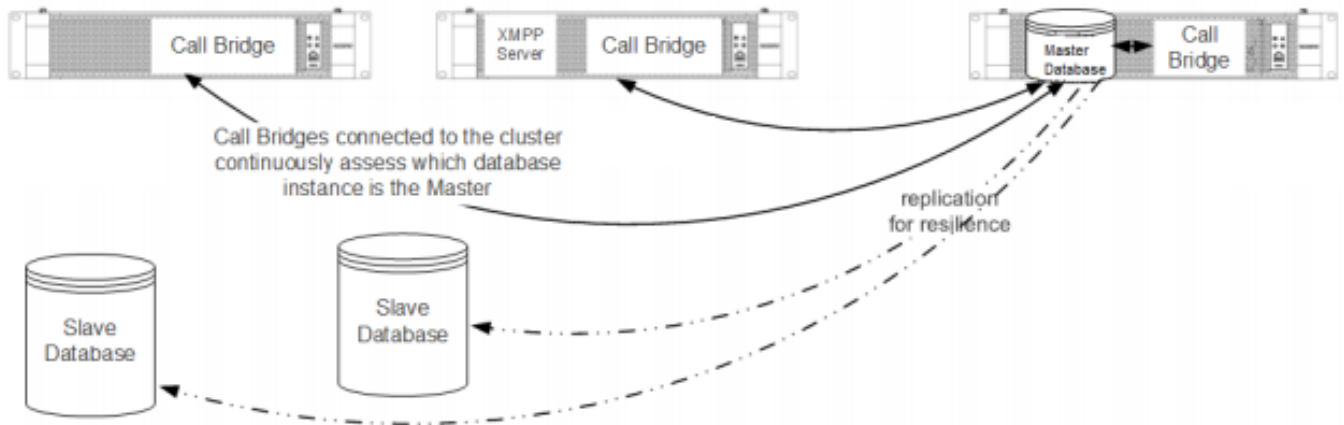 Call Bridge
XMPP
Server
Call Bridge
Master
Database
Call
Bridge
Call Bridges connected to the cluster
continuously assess which database
instance is the Master
replication
for resilience
Slave
Database
Slave
Database